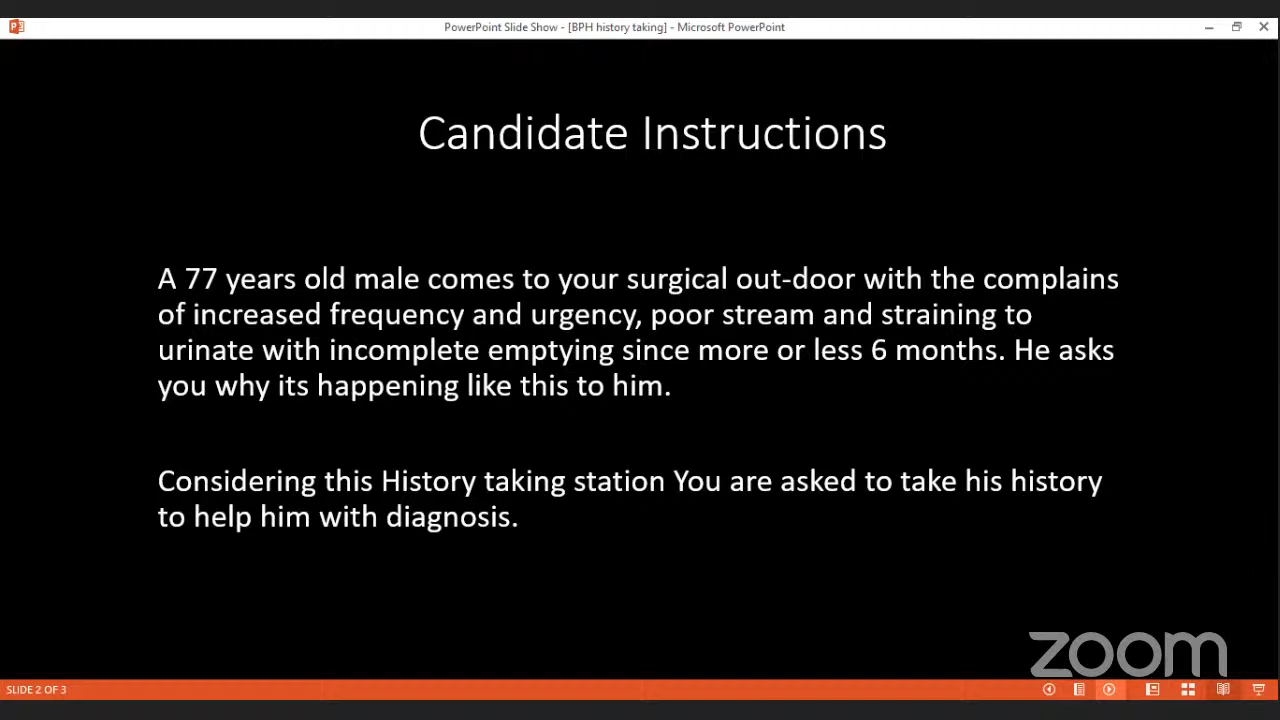 PowerPoint Slide Show - [BPH history taking] - Microsoft PowerPoint
Candidate Instructions
A 77 years old male comes to your surgical out-door with the complains
of increased frequency and urgency, poor stream and straining to
urinate with incomplete emptying since more or less 6 months. He asks
you why its happening like this to him.
Considering this History taking station You are asked to take his history
to help him with diagnosis.
zoom
SLIDE 2 OF 3